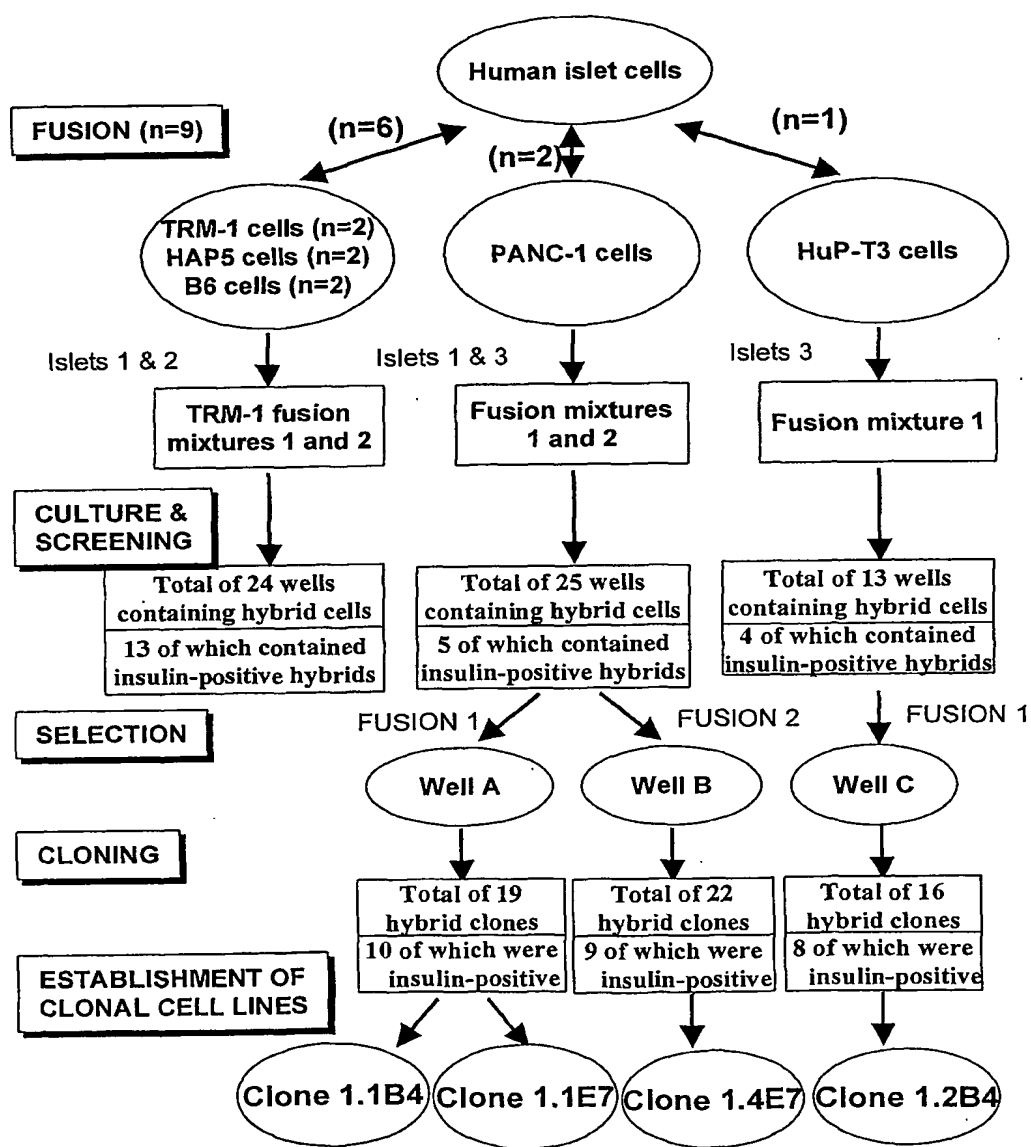 Human islet cells
FUSION (n=9)
(n=6)
(n=2)
(n=1)
TRM-1 cells (n=2)
HAP5 cells (n=2)
B6 cells (n=2)
PANC-1 cells
HuP-T3 cells
Islets 1 & 2
Islets 1 & 3
Islets 3
TRM-1 fusion
mixtures 1 and 2
Fusion mixtures
1 and 2
Fusion mixture 1
CULTURE &
SCREENING
Total of 24 wells
containing hybrid cells
13 of which contained
insulin-positive hybrids
Total of 25 wells
containing hybrid cells
5 of which contained
insulin-positive hybrids
Total of 13 wells
containing hybrid cells
4 of which contained
insulin-positive hybrids
SELECTION
FUSION 1
FUSION 2
FUSION 1
Well A
Well B
Well C
CLONING
Total of 19
hybrid clones
10 of which were
insulin-positive
Total of 22
hybrid clones
9 of which were
insulin-positive
Total of 16
hybrid clones
8 of which were
insulin-positive
ESTABLISHMENT OF
CLONAL CELL LINES
Clone 1.1B4
Clone 1.1E7
Clone 1.4E7
Clone 1.2B4